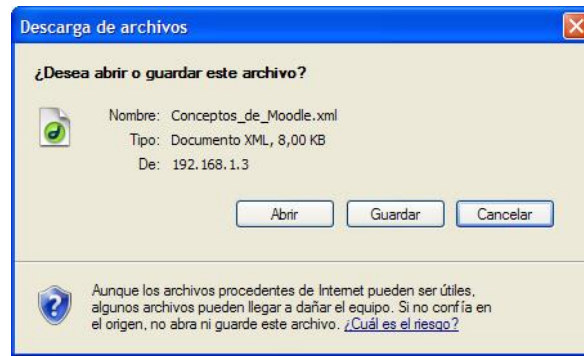 Descarga de archivos
¿Desea abrir o guardar este archivo?
Nombre: Conceptos_de_Moodle.xml
Tipo: Documento XML, 8,00 KB
De: 192.168.1.3
Abrir Guardar Cancelar
Aunque los archivos procedentes de Internet pueden ser útiles,
algunos archivos pueden llegar a dañar el equipo. Si no confía en
el origen, no abra ni guarde este archivo. ¿Cuál es el riesgo?